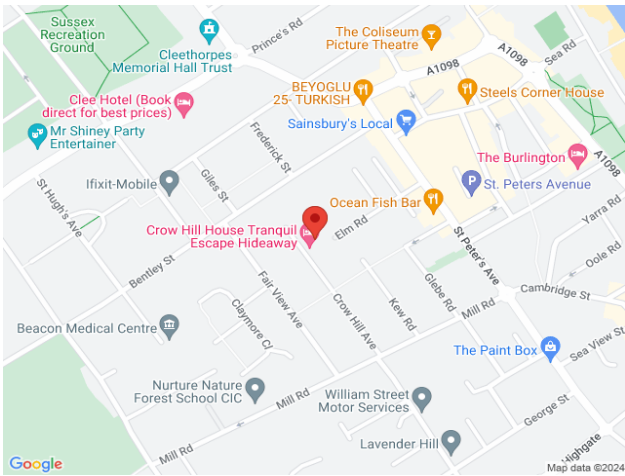 Sussex
Recreation
Ground
Cleethorpes
Memorial Hall Trust
Prince's Rd
The Coliseum
Picture Theatre
A1098
Sea Rd
BEYOGLU
25- TURKISH
Steels Corner House
Clee Hotel (Book
direct for best prices)
Sainsbury's Local
A1098
Mr Shiney Party
Entertainer
Frederick St
The Burlington
St Hugh's Ave
Ifixit-Mobile
Giles St
St. Peters Avenue
Ocean Fish Bar
Yarra Rd
Crow Hill House Tranquil
Escape Hideaway
Elm Rd
St Peter's Ave
Oole Rd
Bentley St
Fair View Ave
Glebe Rd
Cambridge St
Claymore Cl
Crow Hill Ave
Kew Rd
Mill Rd
Beacon Medical Centre
The Paint Box
Sea View St
Nurture Nature
Forest School CIC
Mill Rd
William Street
Motor Services
George St
Mill Rd
Lavender Hill
Highgate
Google
Map data ©2024